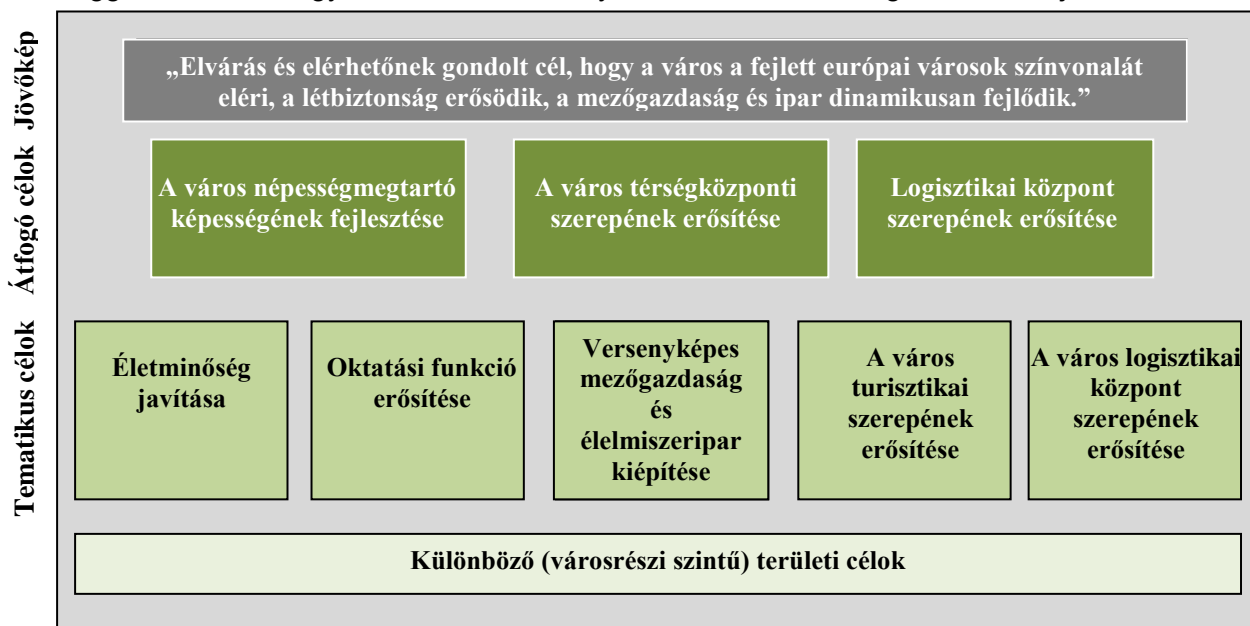 Jövőkép
„Elvárás és elérhetőnek gondolt cél, hogy a város a fejlett európai városok színvonalát
eléri, a létbiztonság erősödik, a mezőgazdaság és ipar dinamikusan fejlődik.”
Átfogó célok
A város népességmegtartó
képességének fejlesztése
A város térségközponti
szerepének erősítése
Logisztikai központ
szerepének erősítése
Tematikus célok
Életminőség
javítása
Oktatási funkció
erősítése
Versenyképes
mezőgazdaság
és
élelmiszeripar
kiépítése
A város
turisztikai
szerepének
erősítése
A város logisztikai
központ
szerepének
erősítése
Különböző (városrészi szintű) területi célok